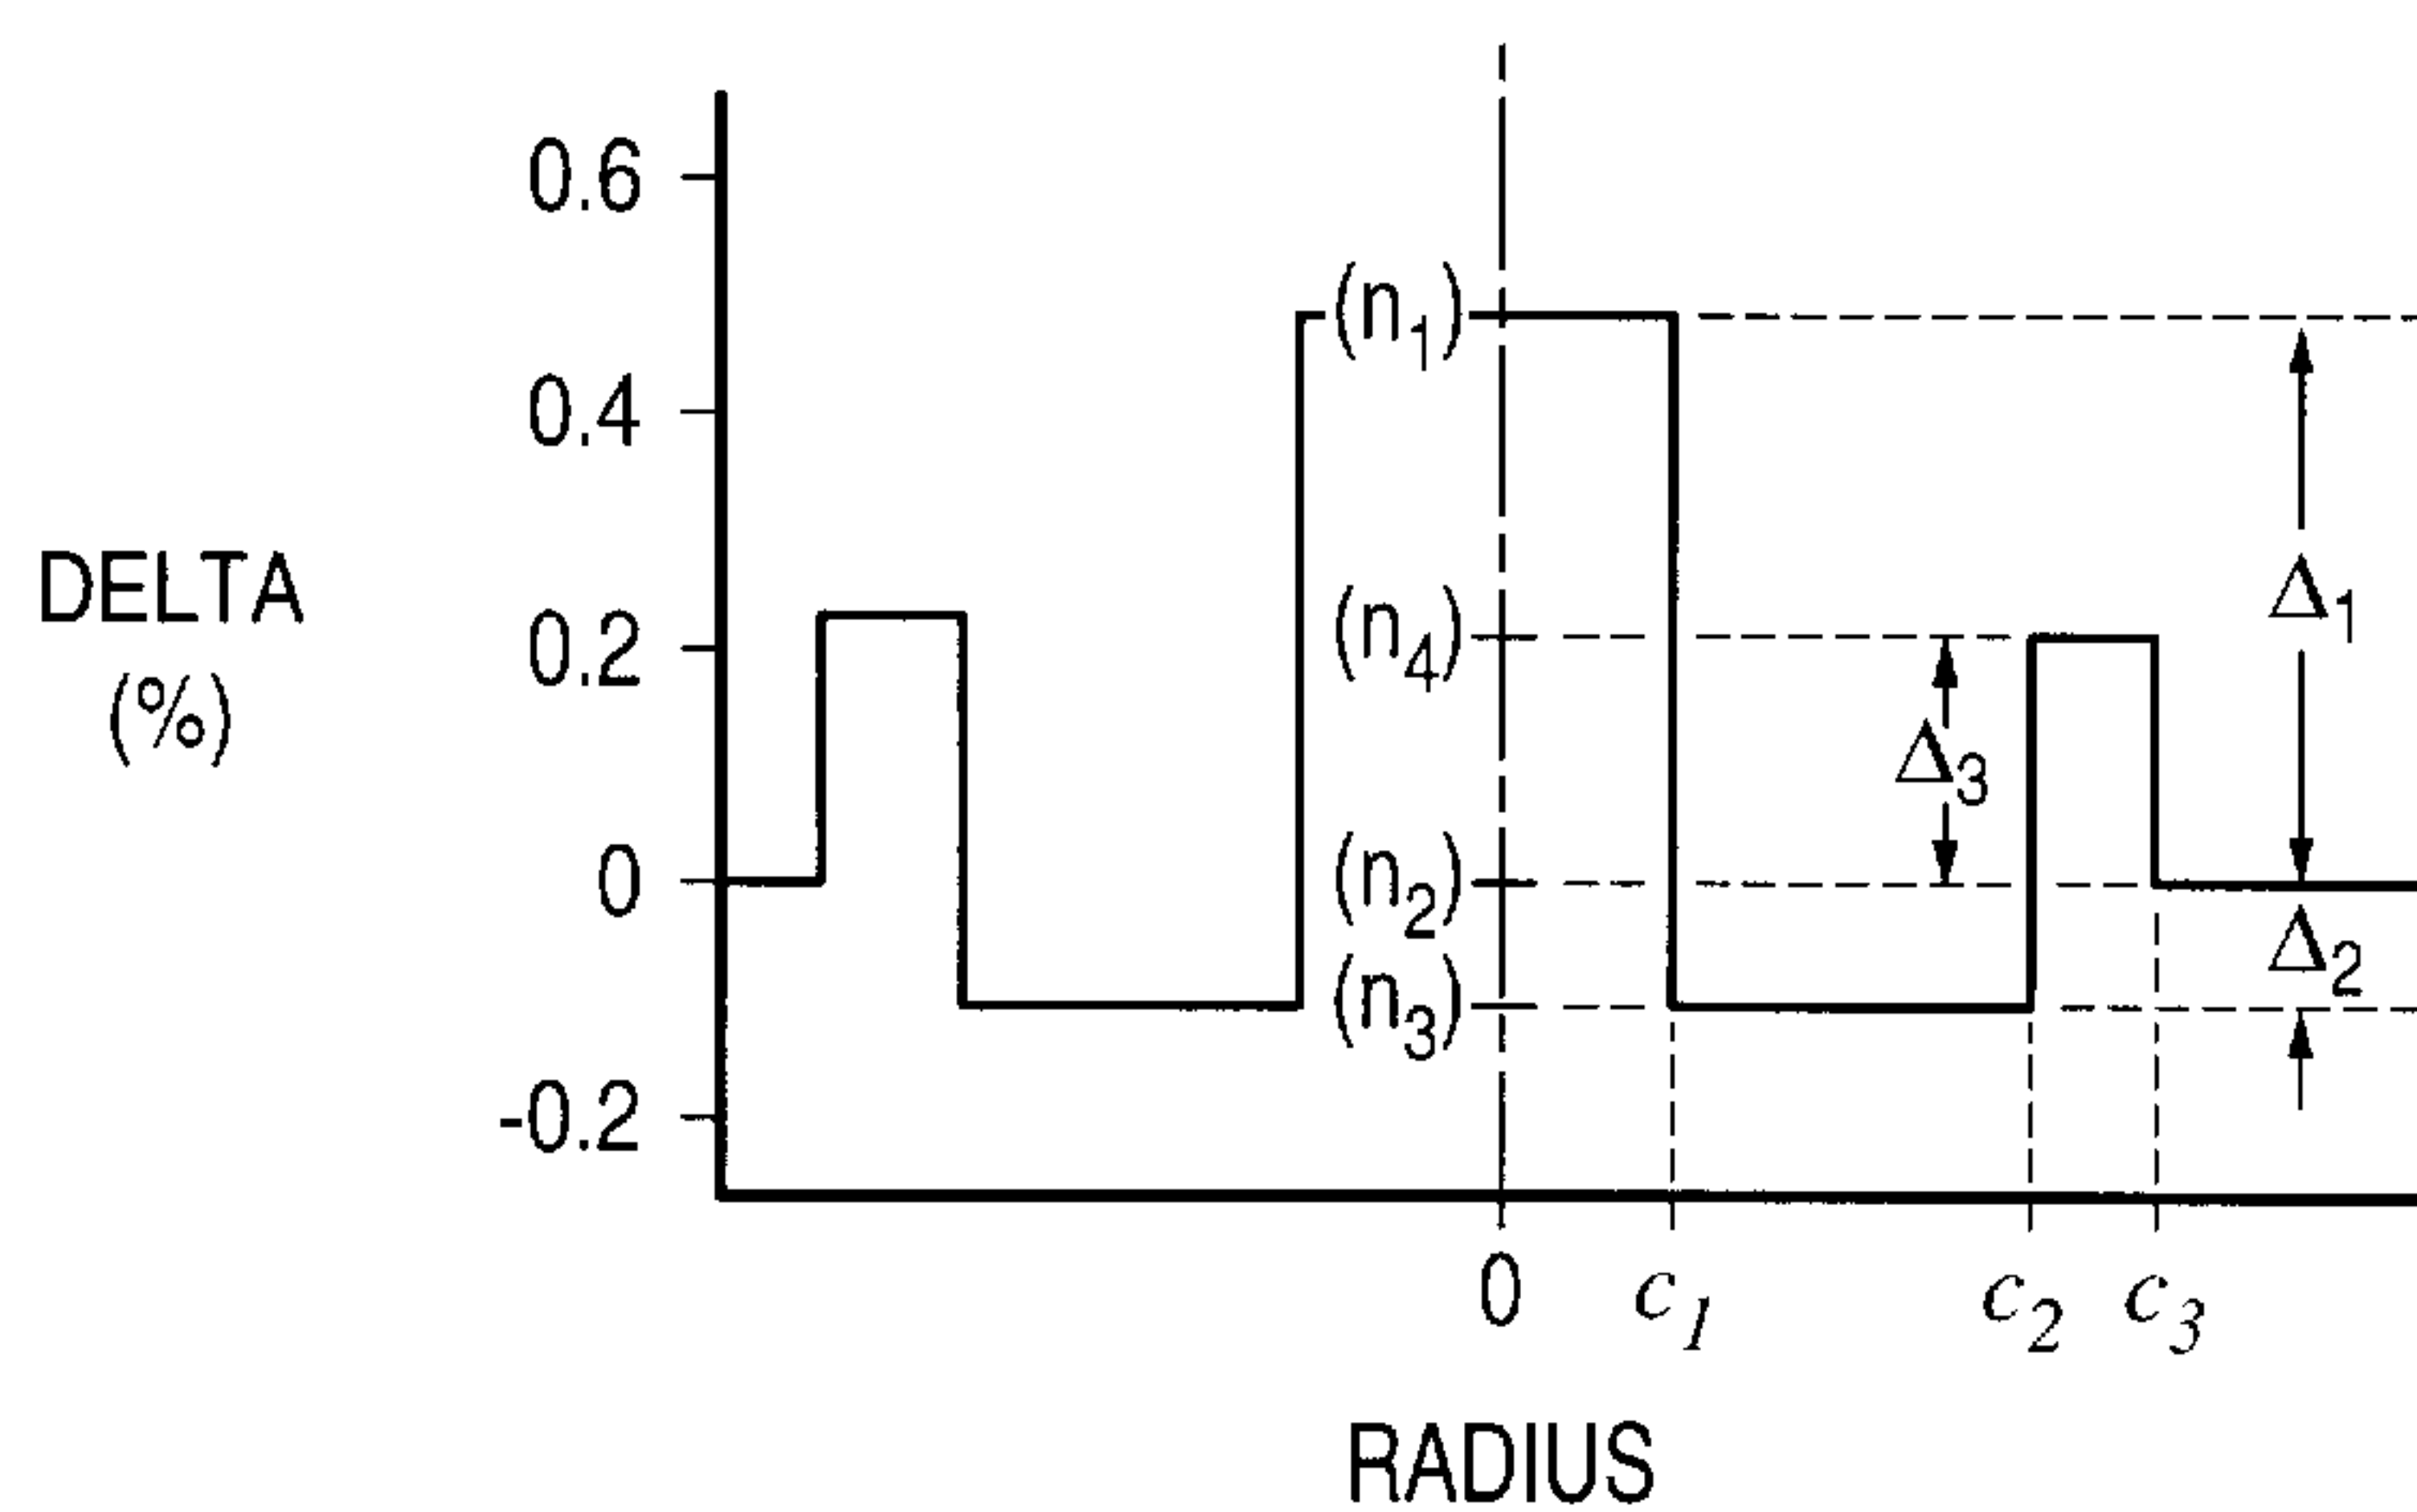 0.6
(n1)
0.4
DELTA
(%)
0.2
(n4)
Δ1
Δ3
0
(n2)
Δ2
(n3)
-0.2
0 c1 c2 c3
RADIUS